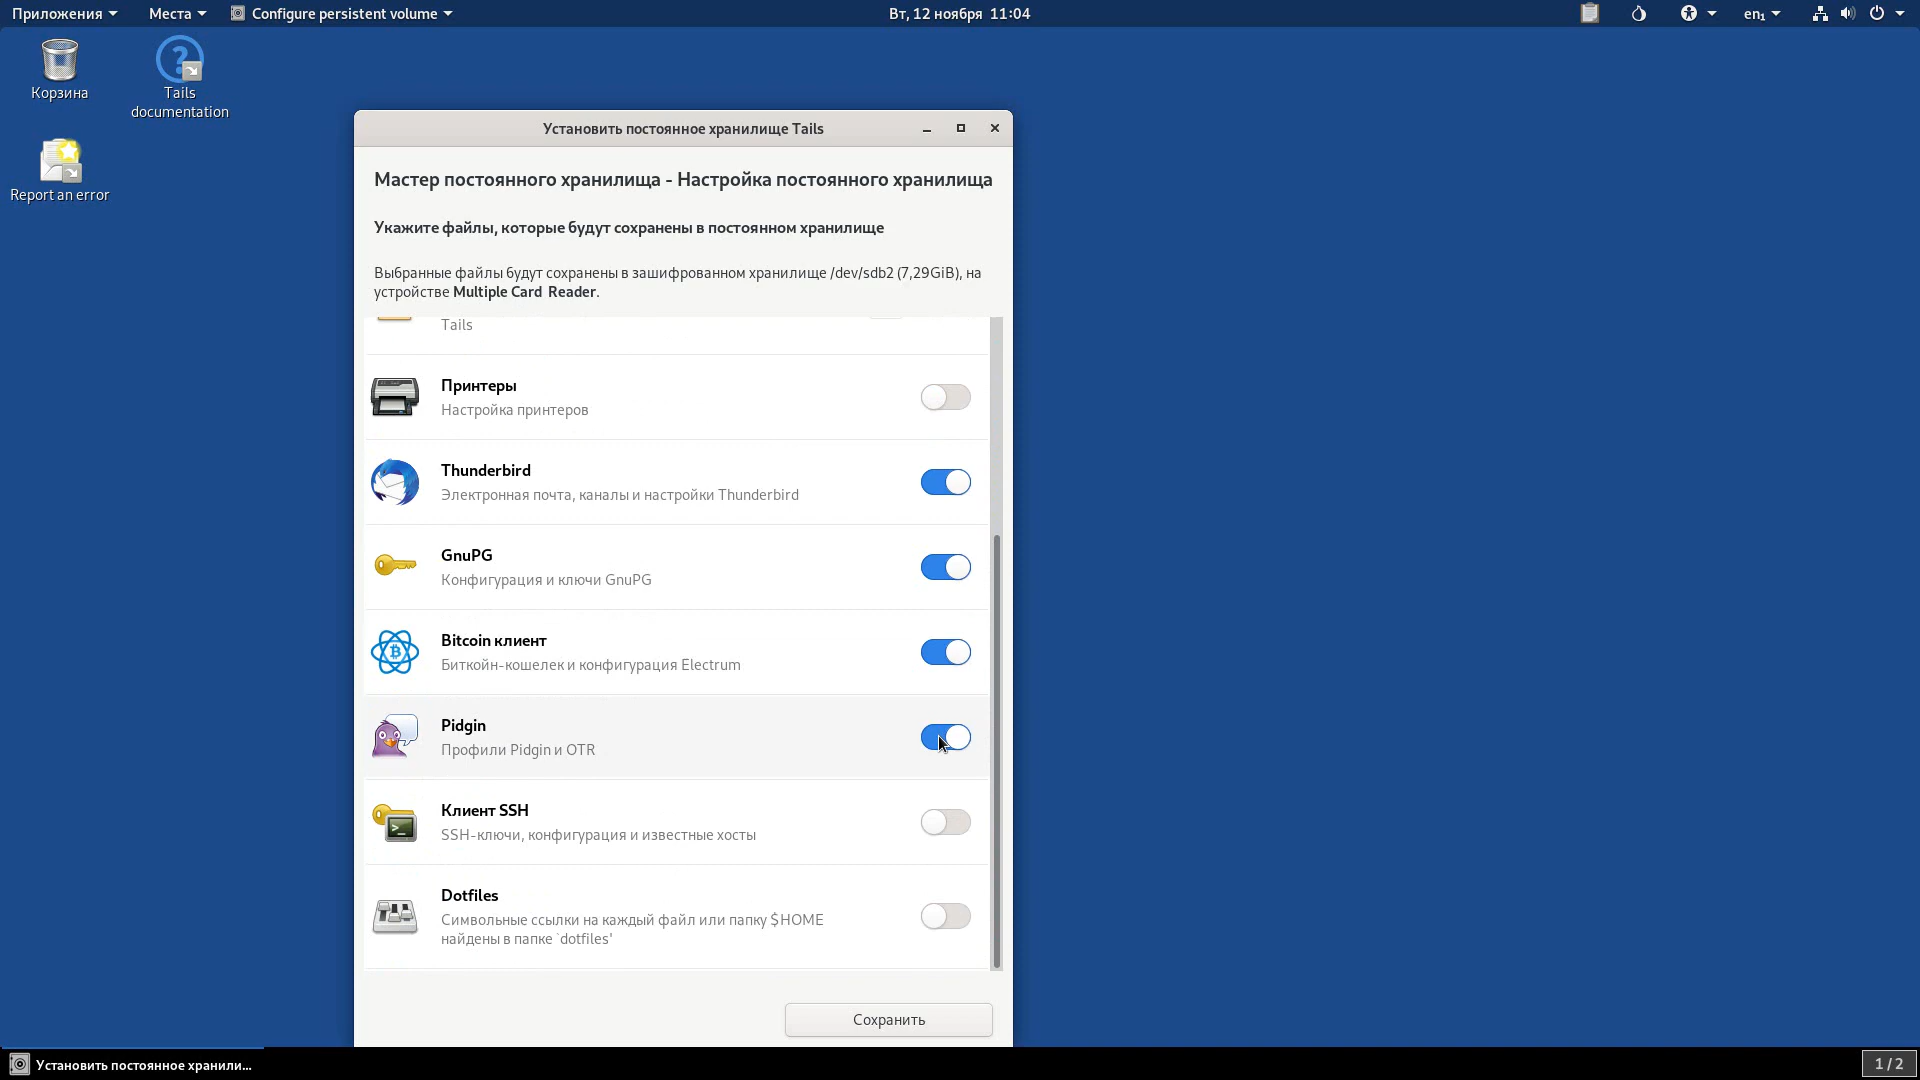 Приложения Места Configure persistent volume Вт, 12 ноября 11:04 en₁
Корзина
Tails
documentation
Report an error
Установить постоянное хранилище Tails
Мастер постоянного хранилища - Настройка постоянного хранилища
Укажите файлы, которые будут сохранены в постоянном хранилище
Выбранные файлы будут сохранены в зашифрованном хранилище /dev/sdb2 (7,29GiB), на
устройстве Multiple Card Reader.
Tails
Принтеры
Настройка принтеров
Thunderbird
Электронная почта, каналы и настройки Thunderbird
GnuPG
Конфигурация и ключи GnuPG
Bitcoin клиент
Биткойн-кошелек и конфигурация Electrum
Pidgin
Профили Pidgin и OTR
Клиент SSH
SSH-ключи, конфигурация и известные хосты
Dotfiles
Символьные ссылки на каждый файл или папку $HOME
найдены в папке `dotfiles'
Сохранить
Установить постоянное хранили...
1 / 2